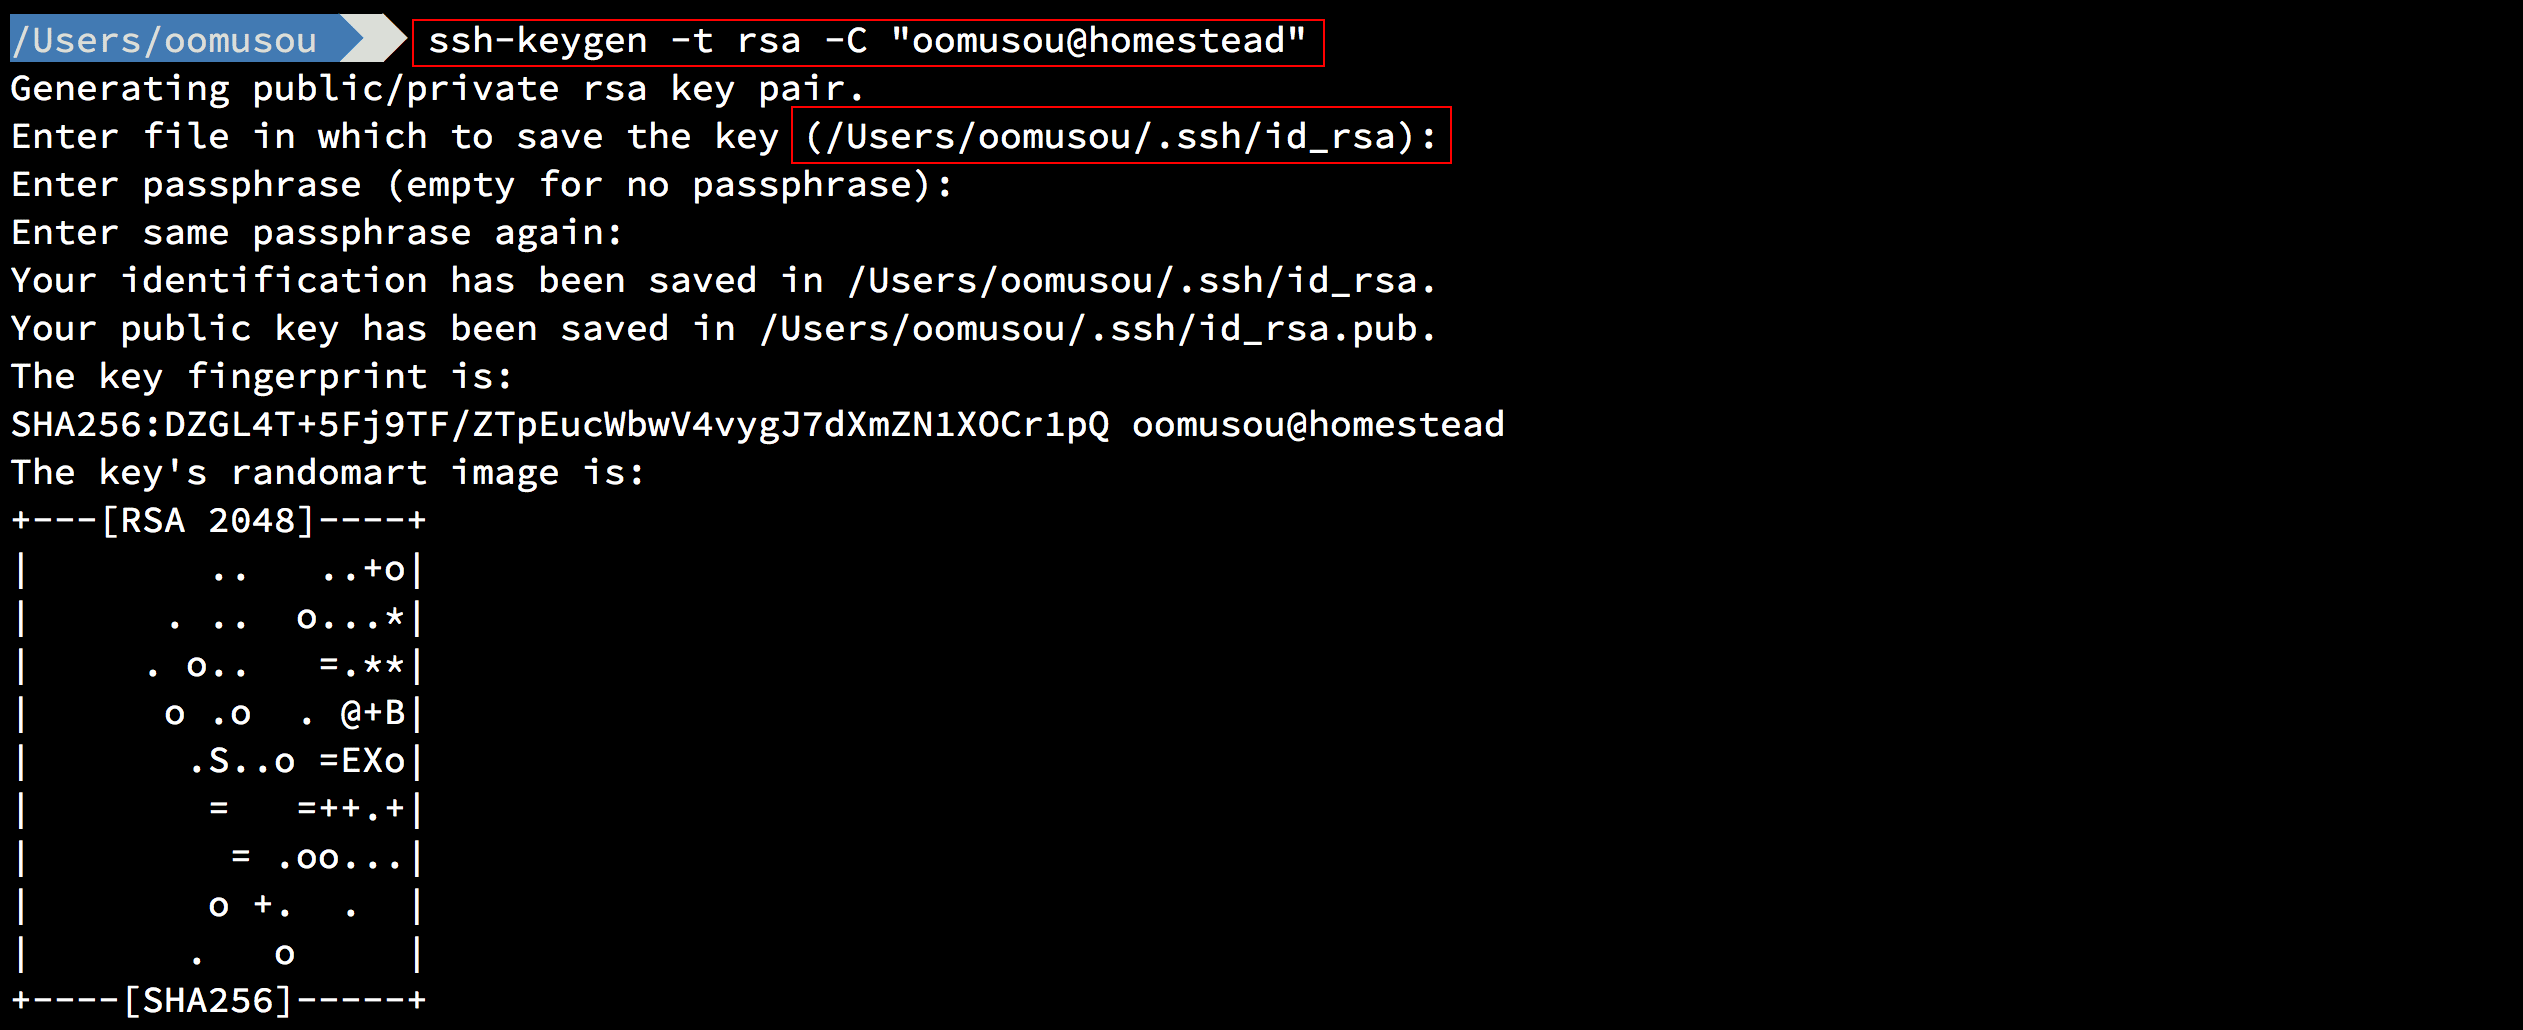 /Users/oomusou ssh-keygen -t rsa -C "oomusou@homestead"
Generating public/private rsa key pair.
Enter file in which to save the key (/Users/oomusou/.ssh/id_rsa):
Enter passphrase (empty for no passphrase):
Enter same passphrase again:
Your identification has been saved in /Users/oomusou/.ssh/id_rsa.
Your public key has been saved in /Users/oomusou/.ssh/id_rsa.pub.
The key fingerprint is:
SHA256:DZGL4T+5Fj9TF/ZTpEucWbwV4vygJ7dXmZN1XOCr1pQ oomusou@homestead
The key's randomart image is:
+---[RSA 2048]----+
|        ..   ..+o|
|      . ..  o...*|
|     . o..   =.**|
|      o .o  . @+B|
|       .S..o =EXo|
|        =   =++.+|
|         = .oo...|
|        o +.  .  |
|       .   o     |
+----[SHA256]-----+